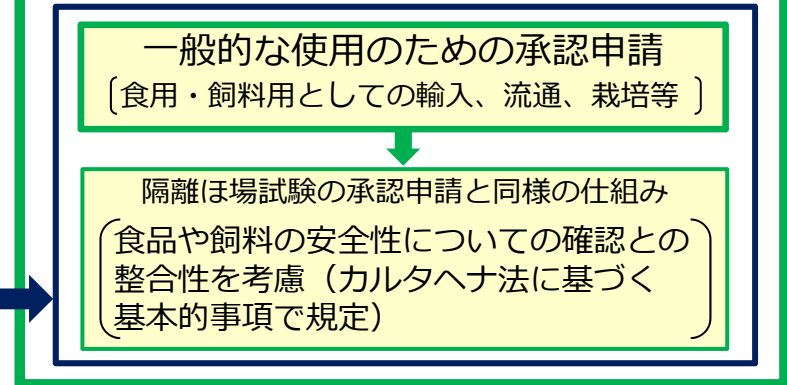 一般的な使用のための承認申請
〔食用・飼料用としての輸入、流通、栽培等 〕
隔離ほ場試験の承認申請と同様の仕組み
食品や飼料の安全性についての確認との
整合性を考慮(カルタヘナ法に基づく
基本的事項で規定)